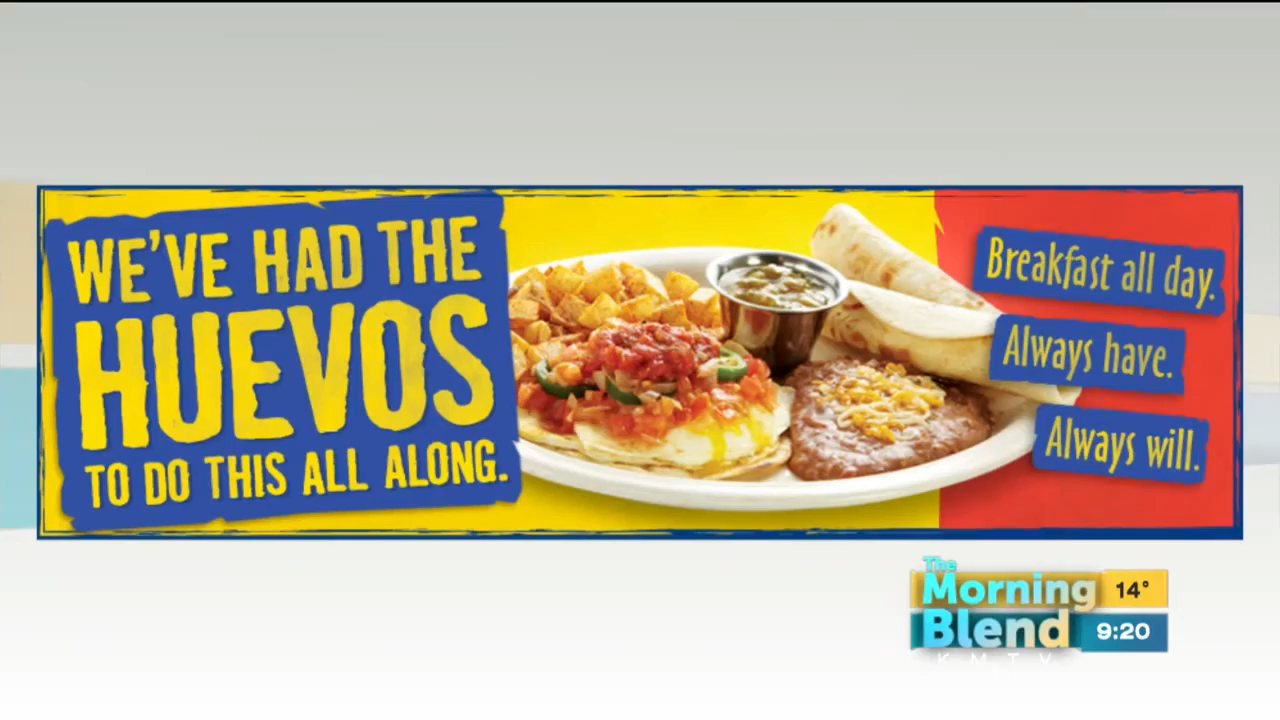 WE'VE HAD THE
HUEVOS
TO DO THIS ALL ALONG.
Breakfast all day.
Always have.
Always will.
The
Morning
Blend
14°
9:20
KMTV